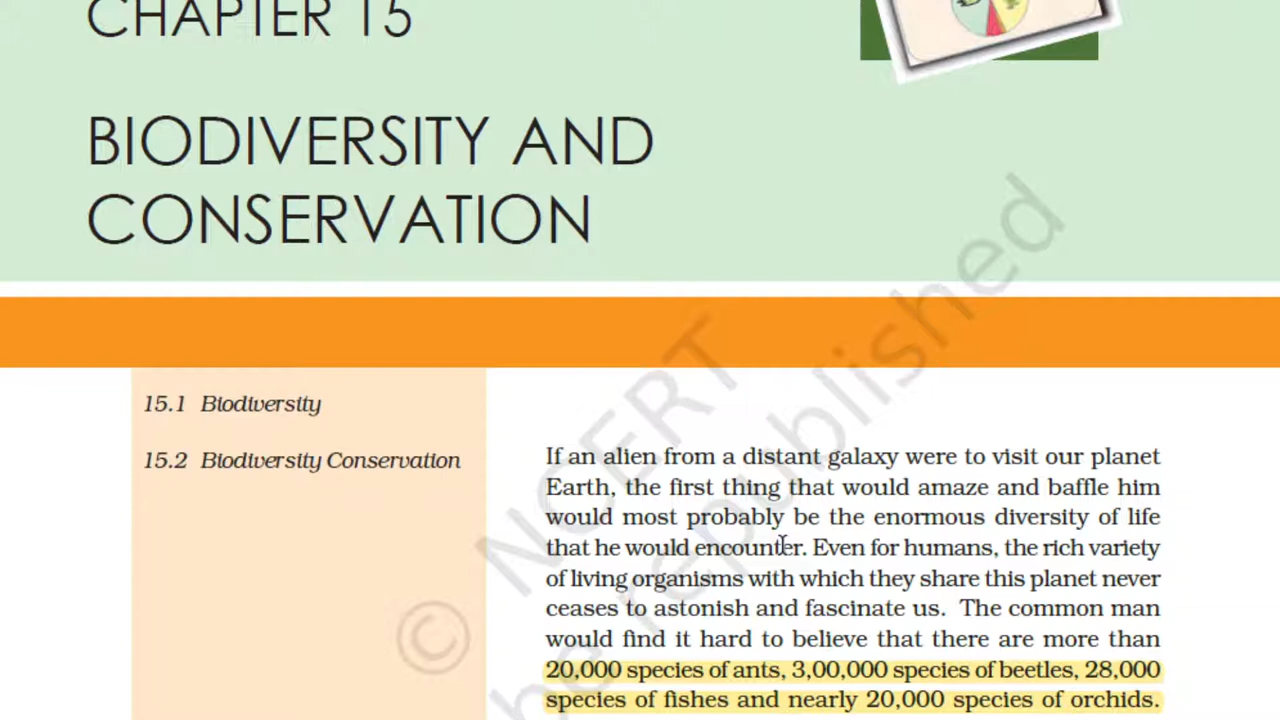 CHAPTER 15
BIODIVERSITY AND
CONSERVATION
15.1 Biodiversity
15.2 Biodiversity Conservation
If an alien from a distant galaxy were to visit our planet
Earth, the first thing that would amaze and baffle him
would most probably be the enormous diversity of life
that he would encounter. Even for humans, the rich variety
of living organisms with which they share this planet never
ceases to astonish and fascinate us. The common man
would find it hard to believe that there are more than
20,000 species of ants, 3,00,000 species of beetles, 28,000
species of fishes and nearly 20,000 species of orchids.
© NCERT
be republished